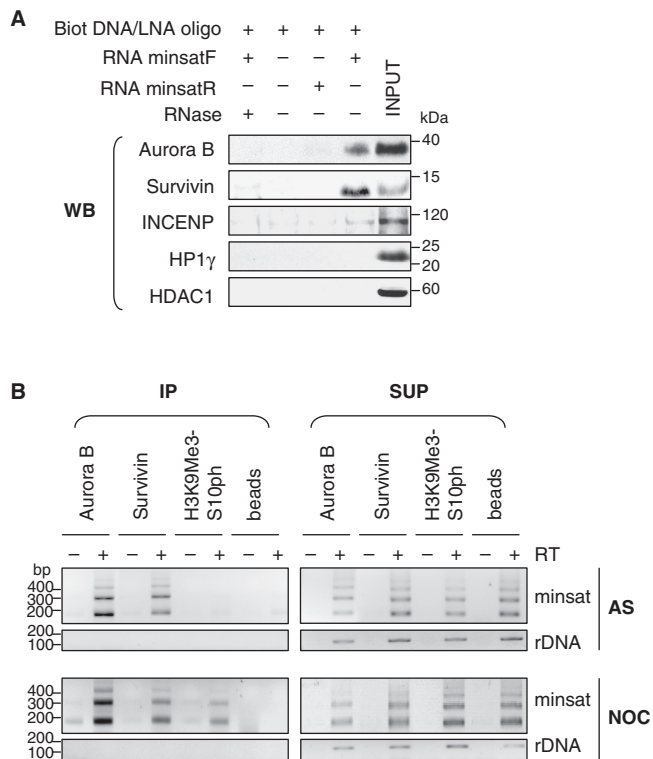 A
Biot DNA/LNA oligo + + + +
RNA minsatF + − − +
RNA minsatR − − + −
RNase + − − −
INPUT
kDa
WB
Aurora B 40
Survivin 15
INCENP 120
HP1γ 25
20
HDAC1 60
B
IP SUP
Aurora B Survivin H3K9Me3-S10ph beads Aurora B Survivin H3K9Me3-S10ph beads
− + − + − + − + − + − + − + − + RT
bp
400
300
200
minsat
AS
200
100
rDNA
400
300
200
minsat
NOC
200
100
rDNA